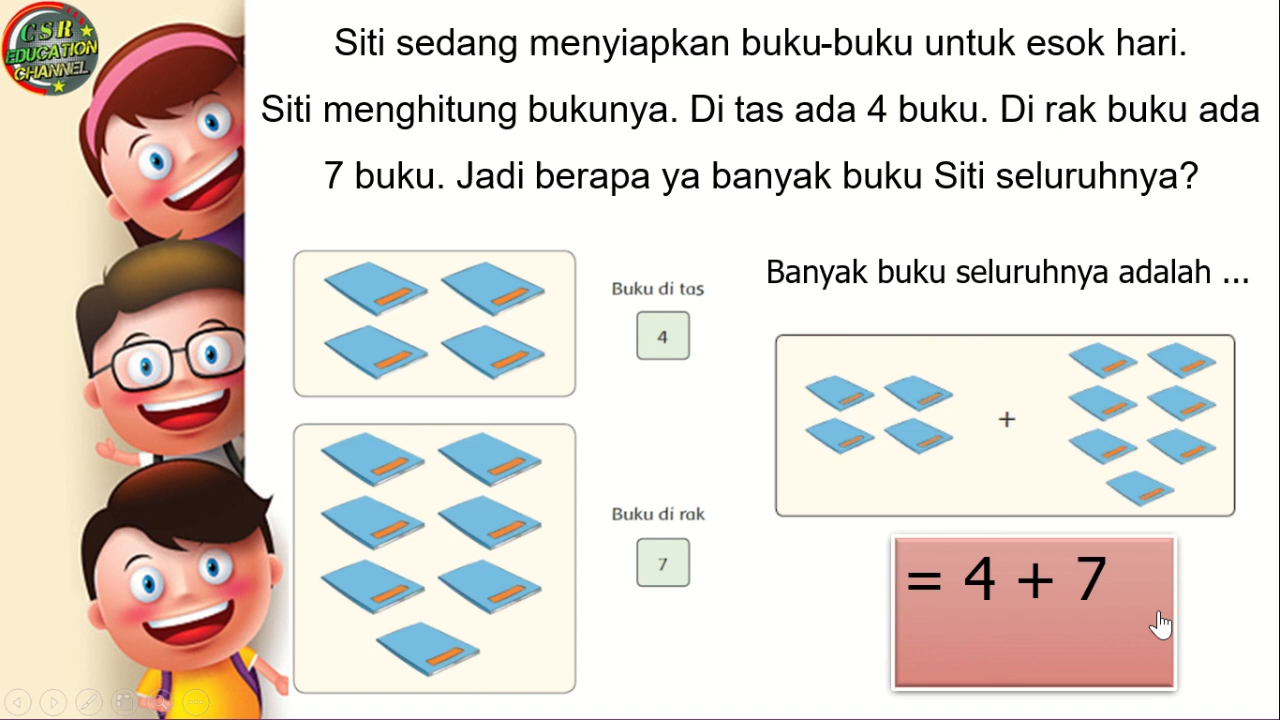 CSR
EDUCATION
CHANNEL
Siti sedang menyiapkan buku-buku untuk esok hari.
Siti menghitung bukunya. Di tas ada 4 buku. Di rak buku ada
7 buku. Jadi berapa ya banyak buku Siti seluruhnya?
Buku di tas
4
Buku di rak
7
Banyak buku seluruhnya adalah ...
+
= 4 + 7